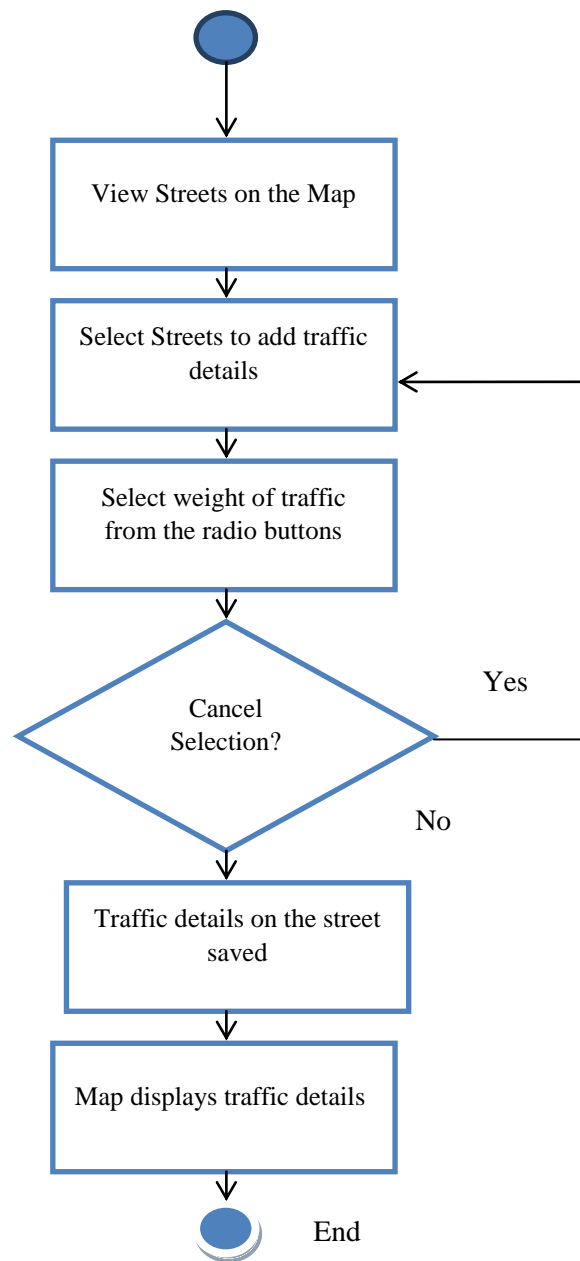 View Streets on the Map
Select Streets to add traffic
details
Select weight of traffic
from the radio buttons
Cancel
Selection?
Yes
No
Traffic details on the street
saved
Map displays traffic details
End